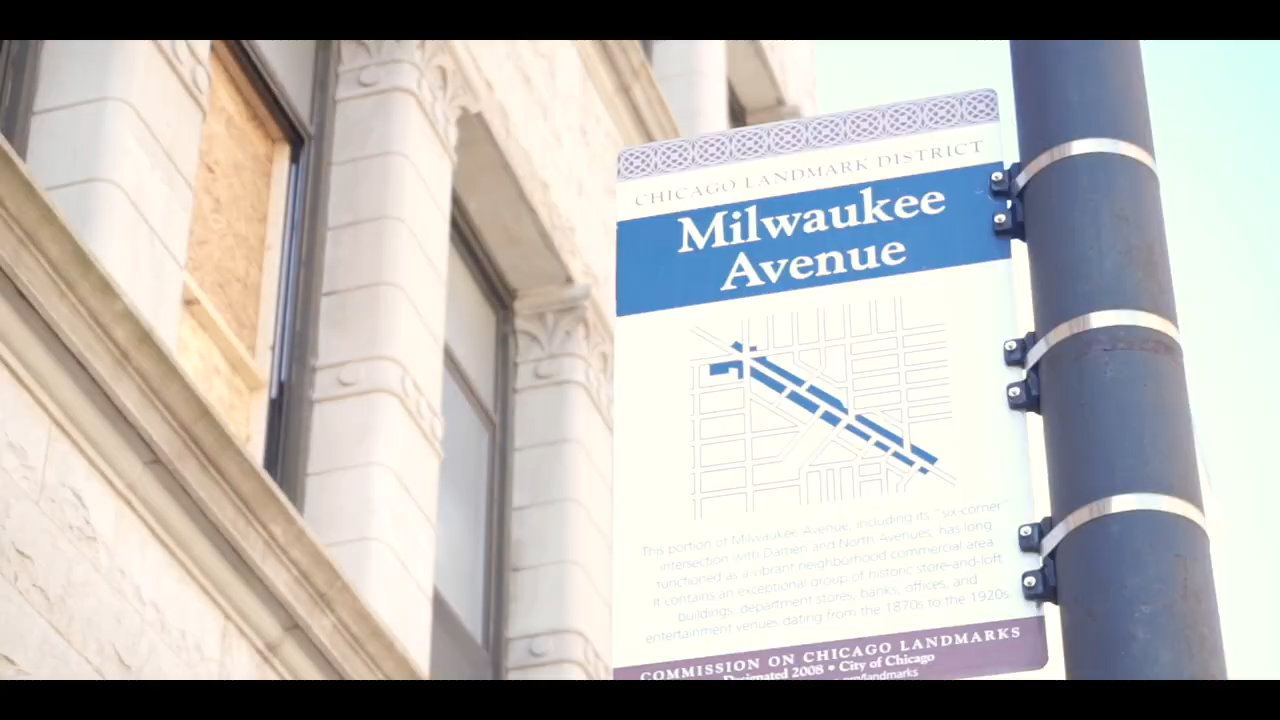 CHICAGO LANDMARK DISTRICT
Milwaukee
Avenue
This portion of Milwaukee Avenue, including its "six-corner"
intersection with Damen and North Avenues, has long
functioned as a vibrant neighborhood commercial area.
It contains an exceptional group of historic store-and-loft
buildings, department stores, banks, offices, and
entertainment venues dating from the 1870s to the 1920s.
COMMISSION ON CHICAGO LANDMARKS
Designated 2008 • City of Chicago